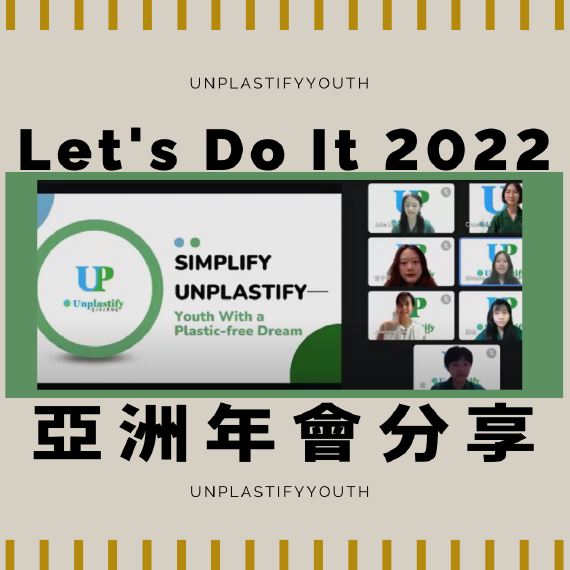 UNPLASTIFYYOUTH
Let's Do It 2022
UP
Unplastify
SIMPLIFY
UNPLASTIFY—
Youth With a
Plastic-free Dream
亞洲年會分享
UNPLASTIFYYOUTH